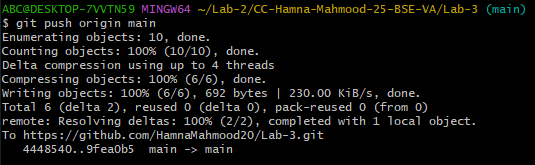 ABC@DESKTOP-7VVTN59 MINGW64 ~/Lab-2/CC-Hamna-Mahmood-25-BSE-VA/Lab-3 (main)
$ git push origin main
Enumerating objects: 10, done.
Counting objects: 100% (10/10), done.
Delta compression using up to 4 threads
Compressing objects: 100% (6/6), done.
Writing objects: 100% (6/6), 692 bytes | 230.00 KiB/s, done.
Total 6 (delta 2), reused 0 (delta 0), pack-reused 0 (from 0)
remote: Resolving deltas: 100% (2/2), completed with 1 local object.
To https://github.com/HamnaMahmood20/Lab-3.git
   4448540..9fea0b5  main -> main